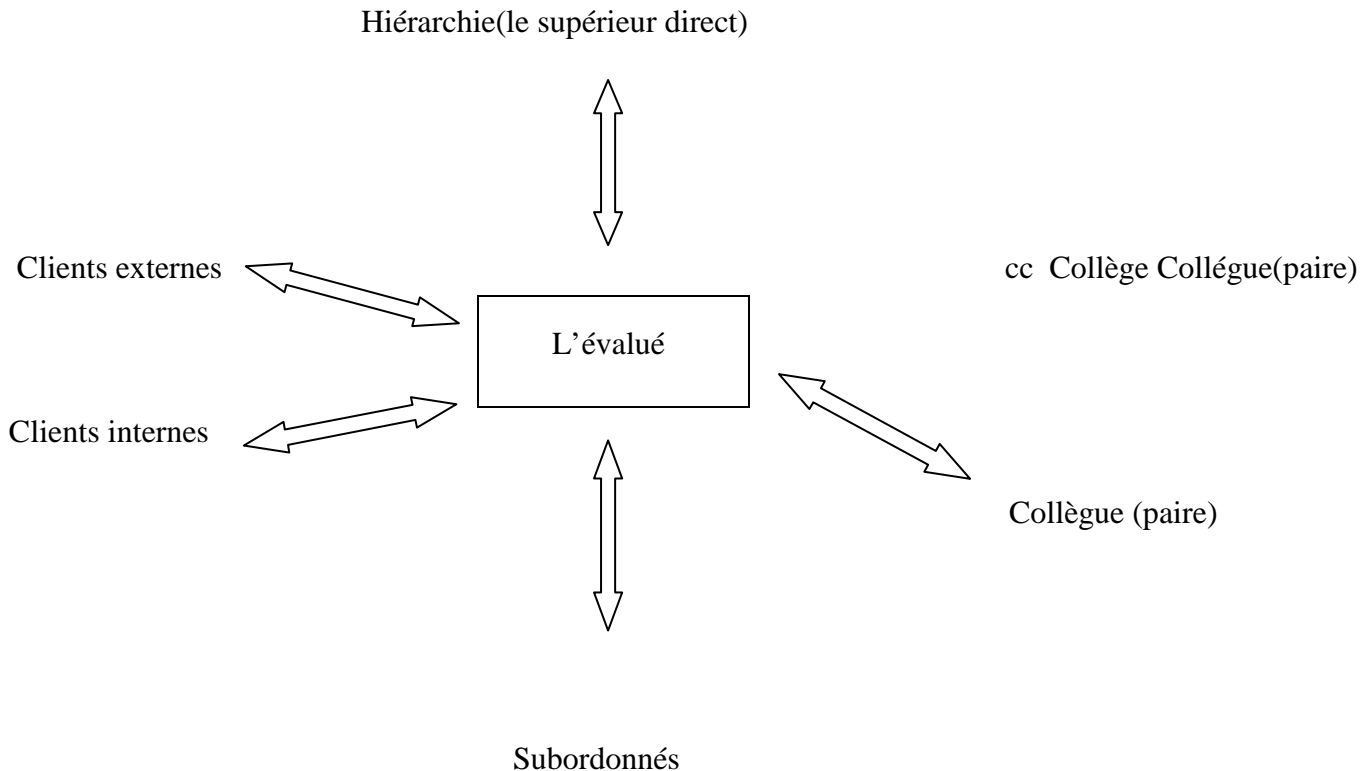 Hiérarchie(le supérieur direct)
Clients externes
cc Collège Collégue(paire)
L’évalué
Clients internes
Collègue (paire)
Subordonnés